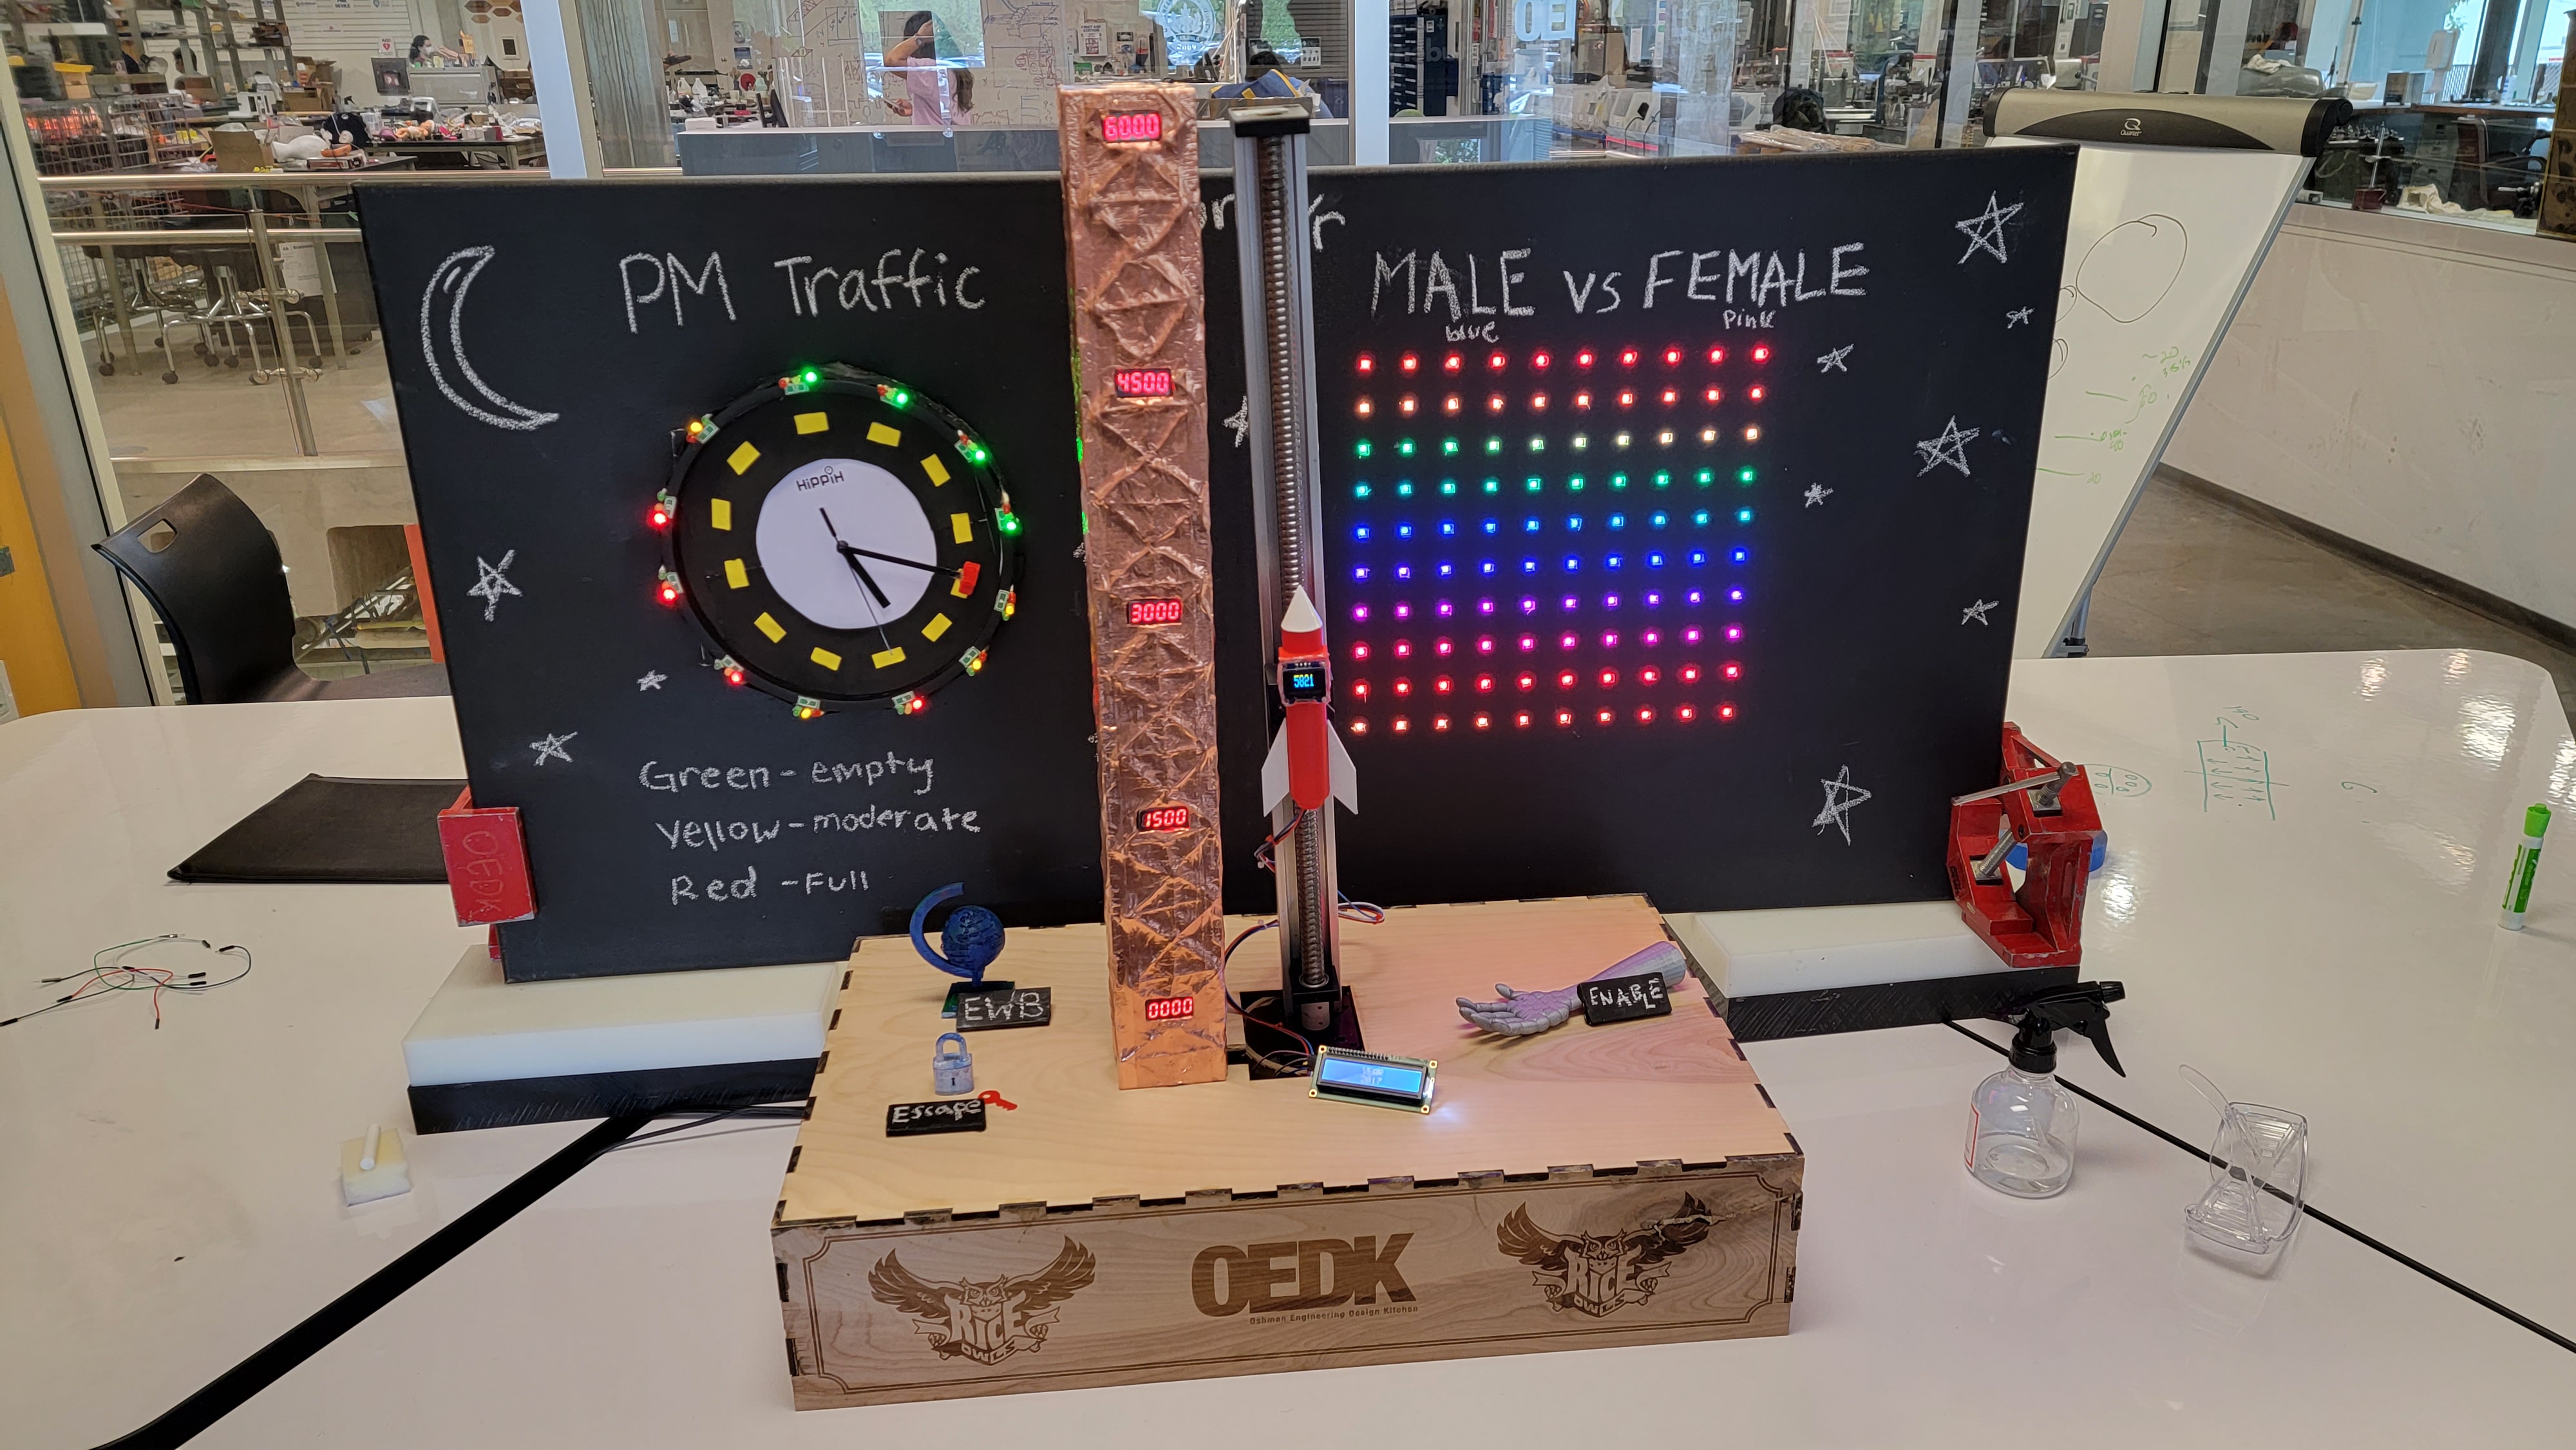 6000
PM Traffic
MALE vs FEMALE
blue
pink
4500
HIPPIH
3000
5821
1500
Green - empty
Yellow - moderate
Red - Full
OEDK
0000
EWB
ENABLE
Escape
RICE
OWLS
OEDK
Oshman Engineering Design Kitchen
RICE
OWLS
Quartet